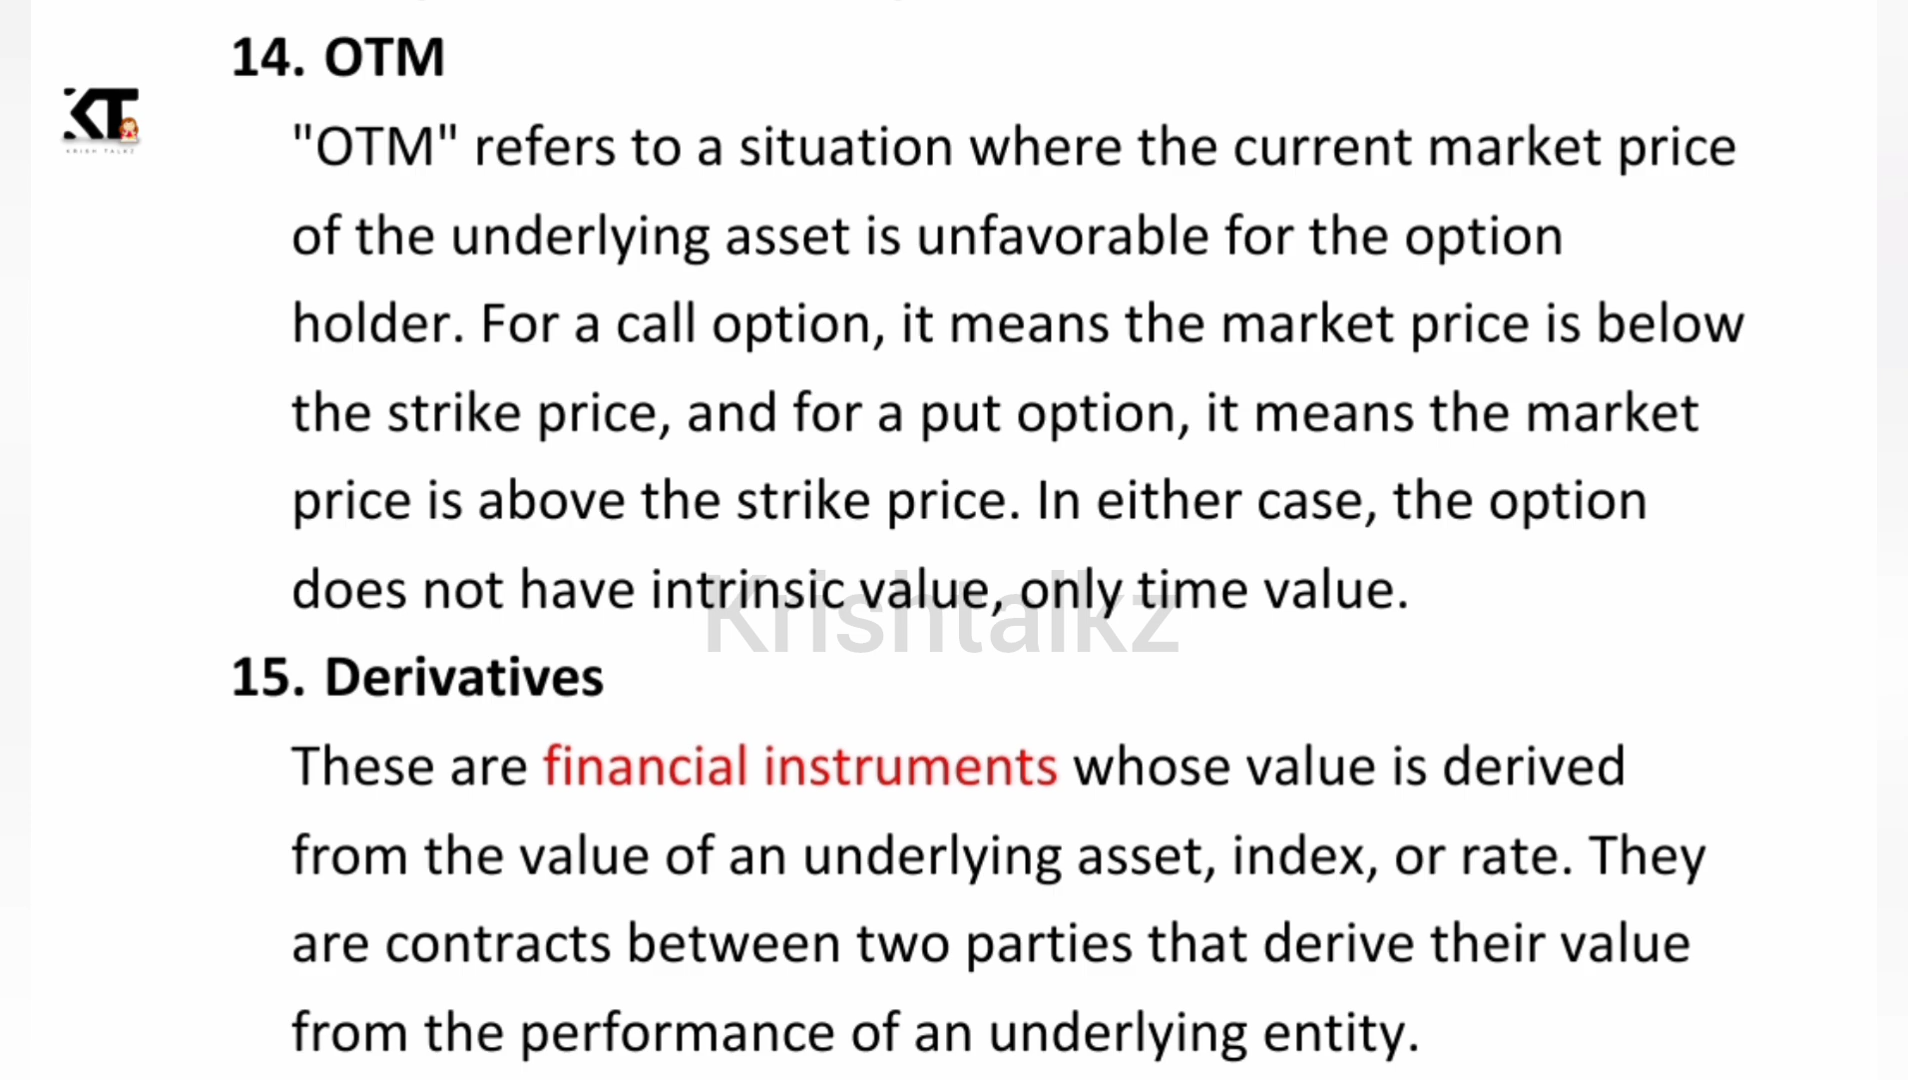 14. OTM
KT
KRISH TALKZ
"OTM" refers to a situation where the current market price
of the underlying asset is unfavorable for the option
holder. For a call option, it means the market price is below
the strike price, and for a put option, it means the market
price is above the strike price. In either case, the option
does not have intrinsic value, only time value.
Krishtalkz
15. Derivatives
These are financial instruments whose value is derived
from the value of an underlying asset, index, or rate. They
are contracts between two parties that derive their value
from the performance of an underlying entity.